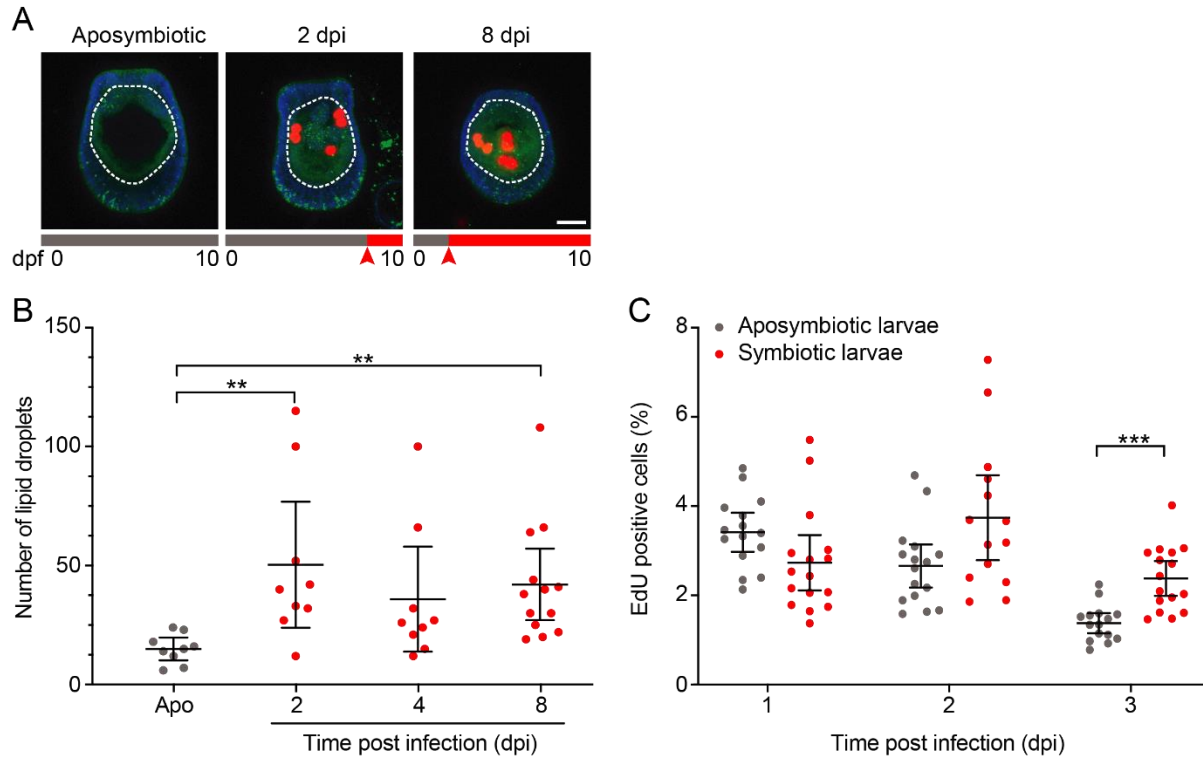 A
Aposymbiotic 2 dpi 8 dpi
dpf 0 10 0 10 0 10
B
150
100
50
0
Number of lipid droplets
**
**
Apo 2 4 8
Time post infection (dpi)
C
8
6
4
2
0
EdU positive cells (%)
Aposymbiotic larvae
Symbiotic larvae
***
1 2 3
Time post infection (dpi)